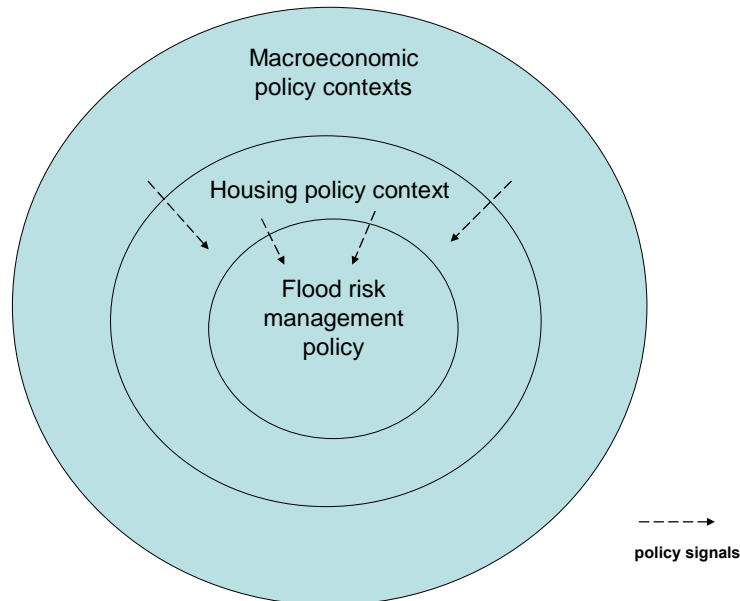 Macroeconomic
policy contexts
Housing policy context
Flood risk
management
policy
policy signals